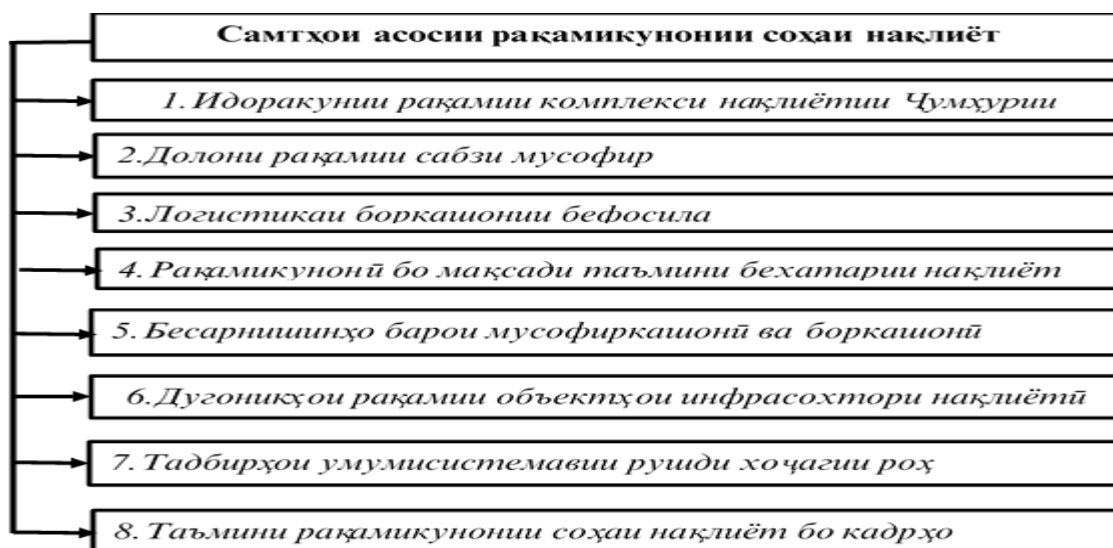 Самтҳои асосии рақамикунонии соҳаи нақлиёт
1. Идоракунии рақамии комплекси нақлиётии Ҷумҳурии
2.Долони рақамии сабзи мусофир
3.Логистикаи боркашонии бефосила
4. Рақамикунонӣ бо мақсади таъмини бехатарии нақлиёт
5. Бесарнишинҳо барои мусофиркашонӣ ва боркашонӣ
6.Дугоникҳои рақамии объектҳои инфрасохтори нақлиётӣ
7. Тадбирҳои умумисистемавии рушди хоҷагии роҳ
8. Таъмини рақамикунонии соҳаи нақлиёт бо кадрҳо